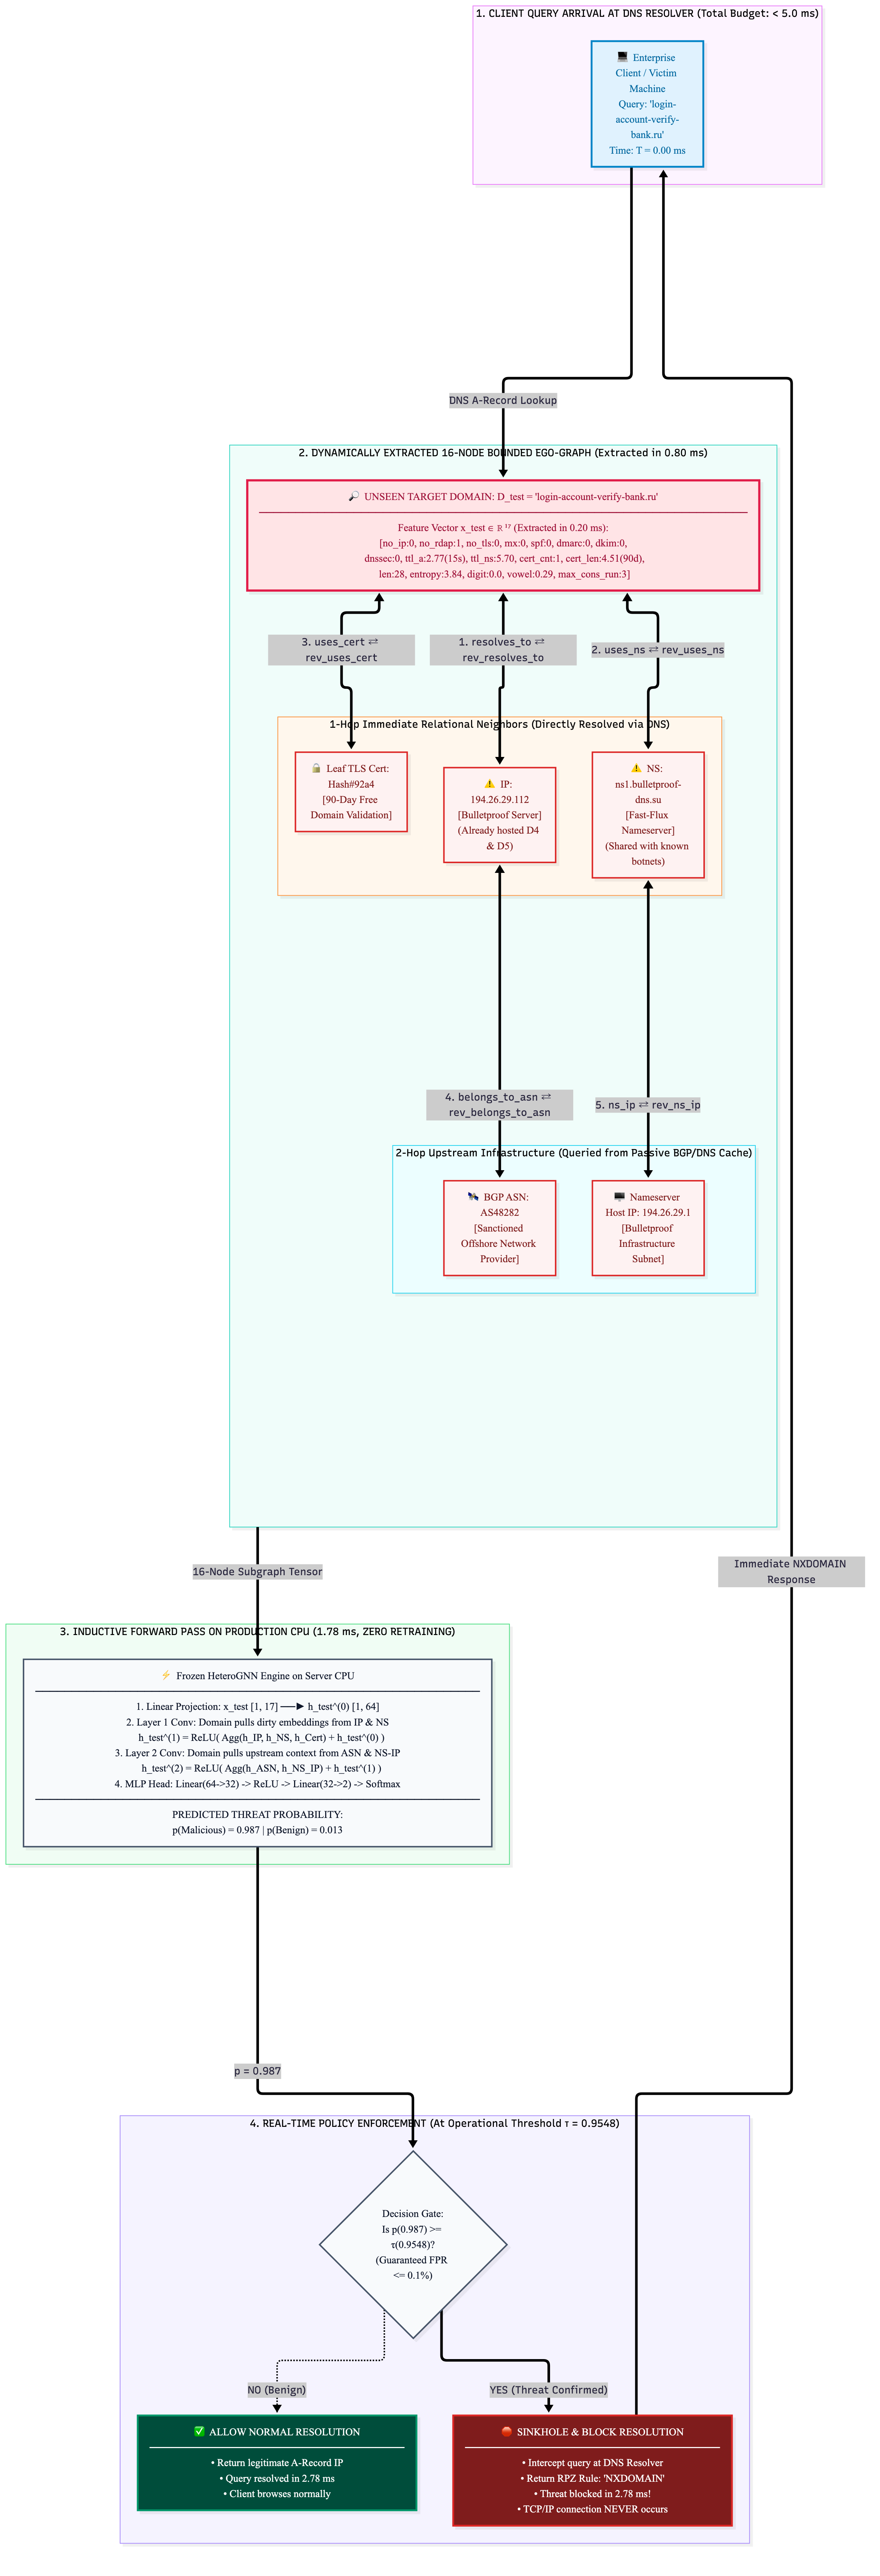 1. CLIENT QUERY ARRIVAL AT DNS RESOLVER (Total Budget: < 5.0 ms)
💻 Enterprise
Client / Victim
Machine
Query: 'login-
account-verify-
bank.ru'
Time: T = 0.00 ms
DNS A-Record Lookup
2. DYNAMICALLY EXTRACTED 16-NODE BOUNDED EGO-GRAPH (Extracted in 0.80 ms)
🔎 UNSEEN TARGET DOMAIN: D_test = 'login-account-verify-bank.ru'
Feature Vector x_test ∈ ℝ¹⁷ (Extracted in 0.20 ms):
[no_ip:0, no_rdap:1, no_tls:0, mx:0, spf:0, dmarc:0, dkim:0,
dnssec:0, ttl_a:2.77(15s), ttl_ns:5.70, cert_cnt:1, cert_len:4.51(90d),
len:28, entropy:3.84, digit:0.0, vowel:0.29, max_cons_run:3]
3. uses_cert ⇄
rev_uses_cert
1. resolves_to ⇄
rev_resolves_to
2. uses_ns ⇄ rev_uses_ns
1-Hop Immediate Relational Neighbors (Directly Resolved via DNS)
🔒 Leaf TLS Cert:
Hash#92a4
[90-Day Free
Domain Validation]
⚠️ IP:
194.26.29.112
[Bulletproof Server]
(Already hosted D4
& D5)
⚠️ NS:
ns1.bulletproof-
dns.su
[Fast-Flux
Nameserver]
(Shared with known
botnets)
4. belongs_to_asn ⇄
rev_belongs_to_asn
5. ns_ip ⇄ rev_ns_ip
2-Hop Upstream Infrastructure (Queried from Passive BGP/DNS Cache)
🛰️ BGP ASN:
AS48282
[Sanctioned
Offshore Network
Provider]
🖥️ Nameserver
Host IP: 194.26.29.1
[Bulletproof
Infrastructure
Subnet]
16-Node Subgraph Tensor
Immediate NXDOMAIN
Response
3. INDUCTIVE FORWARD PASS ON PRODUCTION CPU (1.78 ms, ZERO RETRAINING)
⚡ Frozen HeteroGNN Engine on Server CPU
1. Linear Projection: x_test [1, 17] ──► h_test^(0) [1, 64]
2. Layer 1 Conv: Domain pulls dirty embeddings from IP & NS
h_test^(1) = ReLU( Agg(h_IP, h_NS, h_Cert) + h_test^(0) )
3. Layer 2 Conv: Domain pulls upstream context from ASN & NS-IP
h_test^(2) = ReLU( Agg(h_ASN, h_NS_IP) + h_test^(1) )
4. MLP Head: Linear(64->32) -> ReLU -> Linear(32->2) -> Softmax
PREDICTED THREAT PROBABILITY:
p(Malicious) = 0.987 | p(Benign) = 0.013
p = 0.987
4. REAL-TIME POLICY ENFORCEMENT (At Operational Threshold τ = 0.9548)
Decision Gate:
Is p(0.987) >=
τ(0.9548)?
(Guaranteed FPR
<= 0.1%)
NO (Benign)
YES (Threat Confirmed)
✅ ALLOW NORMAL RESOLUTION
• Return legitimate A-Record IP
• Query resolved in 2.78 ms
• Client browses normally
🛑 SINKHOLE & BLOCK RESOLUTION
• Intercept query at DNS Resolver
• Return RPZ Rule: 'NXDOMAIN'
• Threat blocked in 2.78 ms!
• TCP/IP connection NEVER occurs